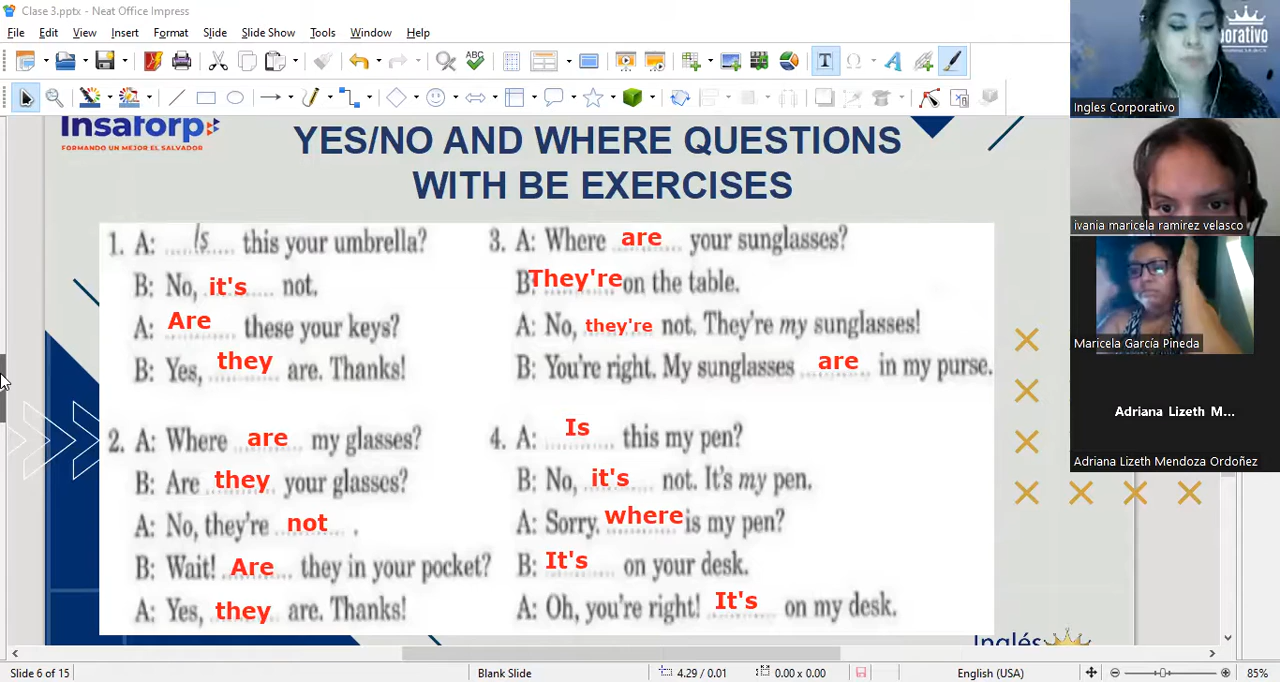 Clase 3.pptx - Neat Office Impress
File Edit View Insert Format Slide Slide Show Tools Window Help
ABC
Insaforp
FORMANDO UN MEJOR EL SALVADOR
YES/NO AND WHERE QUESTIONS
WITH BE EXERCISES
1. A: Is this your umbrella?
B: No, it's not.
A: Are these your keys?
B: Yes, they are. Thanks!
2. A: Where are my glasses?
B: Are they your glasses?
A: No, they're not.
B: Wait! Are they in your pocket?
A: Yes, they are. Thanks!
3. A: Where are your sunglasses?
B: They're on the table.
A: No, they're not. They're my sunglasses!
B: You're right. My sunglasses are in my purse.
4. A: Is this my pen?
B: No, it's not. It's my pen.
A: Sorry. where is my pen?
B: It's on your desk.
A: Oh, you're right! It's on my desk.
Inglés
Slide 6 of 15
Blank Slide
4.29 / 0.01
0.00 x 0.00
English (USA)
85%
porativo
Ingles Corporativo
ivania maricela ramirez velasco
Maricela García Pineda
Adriana Lizeth M...
Adriana Lizeth Mendoza Ordoñez